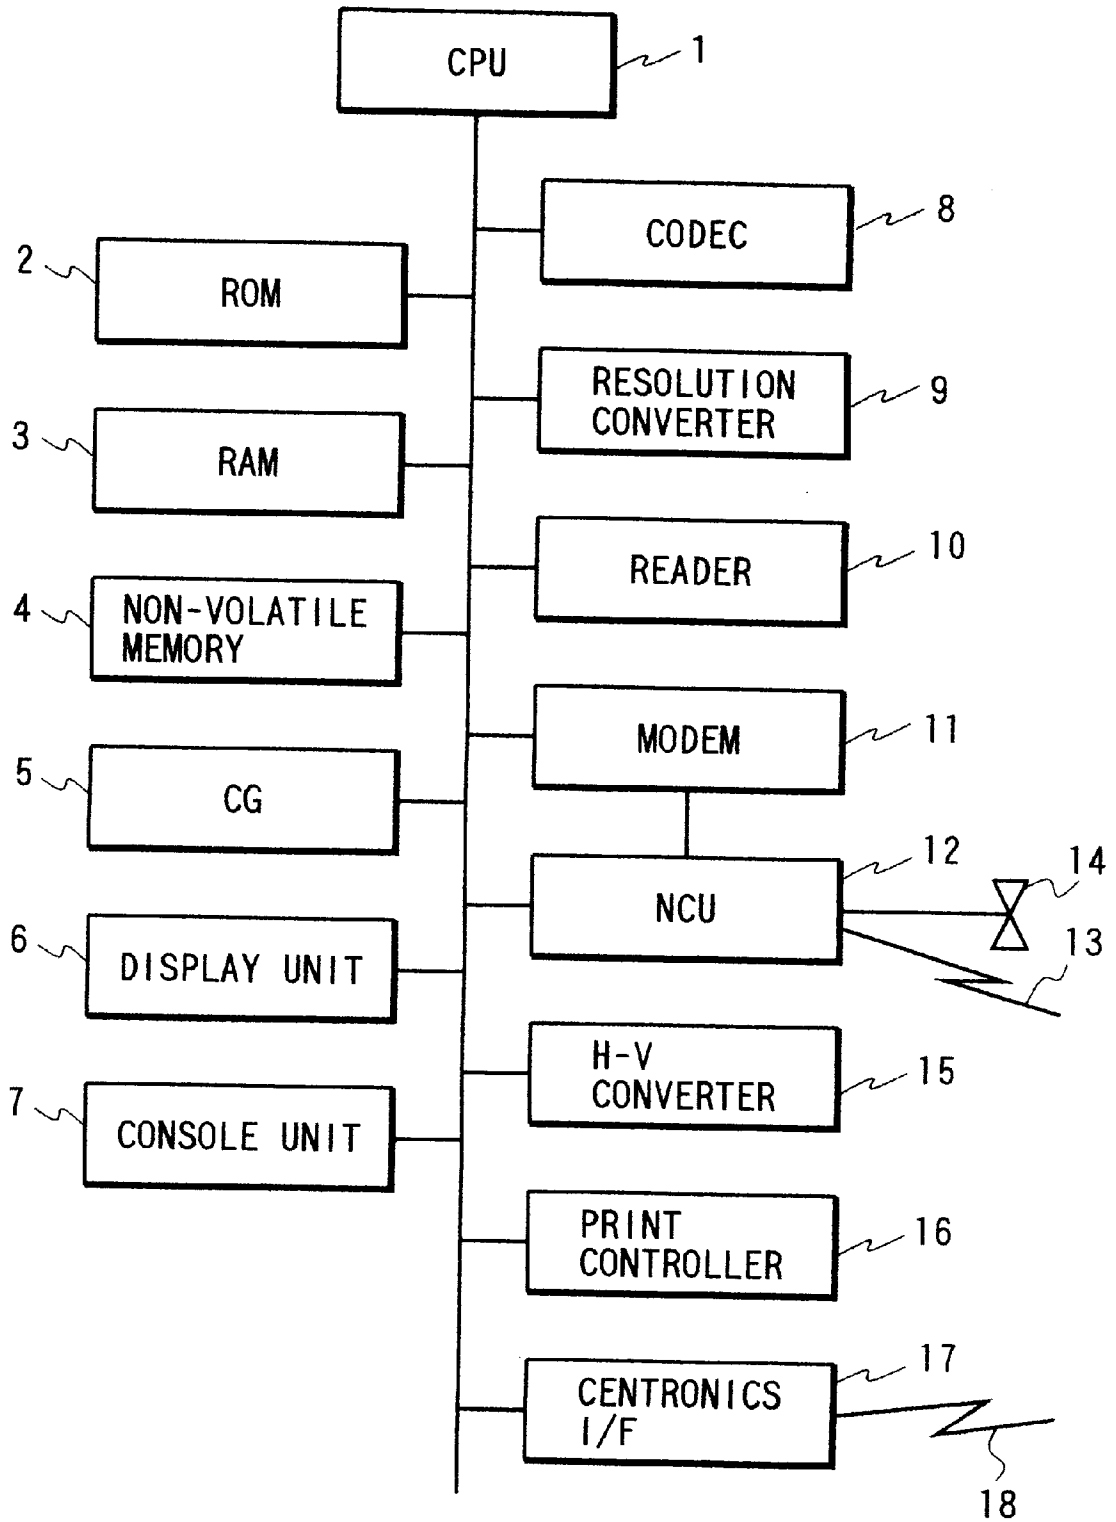 CPU
1
CODEC
8
2
ROM
RESOLUTION
CONVERTER
9
3
RAM
READER
10
4
NON-VOLATILE
MEMORY
MODEM
11
5
CG
NCU
12
14
13
6
DISPLAY UNIT
H-V
CONVERTER
15
7
CONSOLE UNIT
PRINT
CONTROLLER
16
CENTRONICS
I/F
17
18